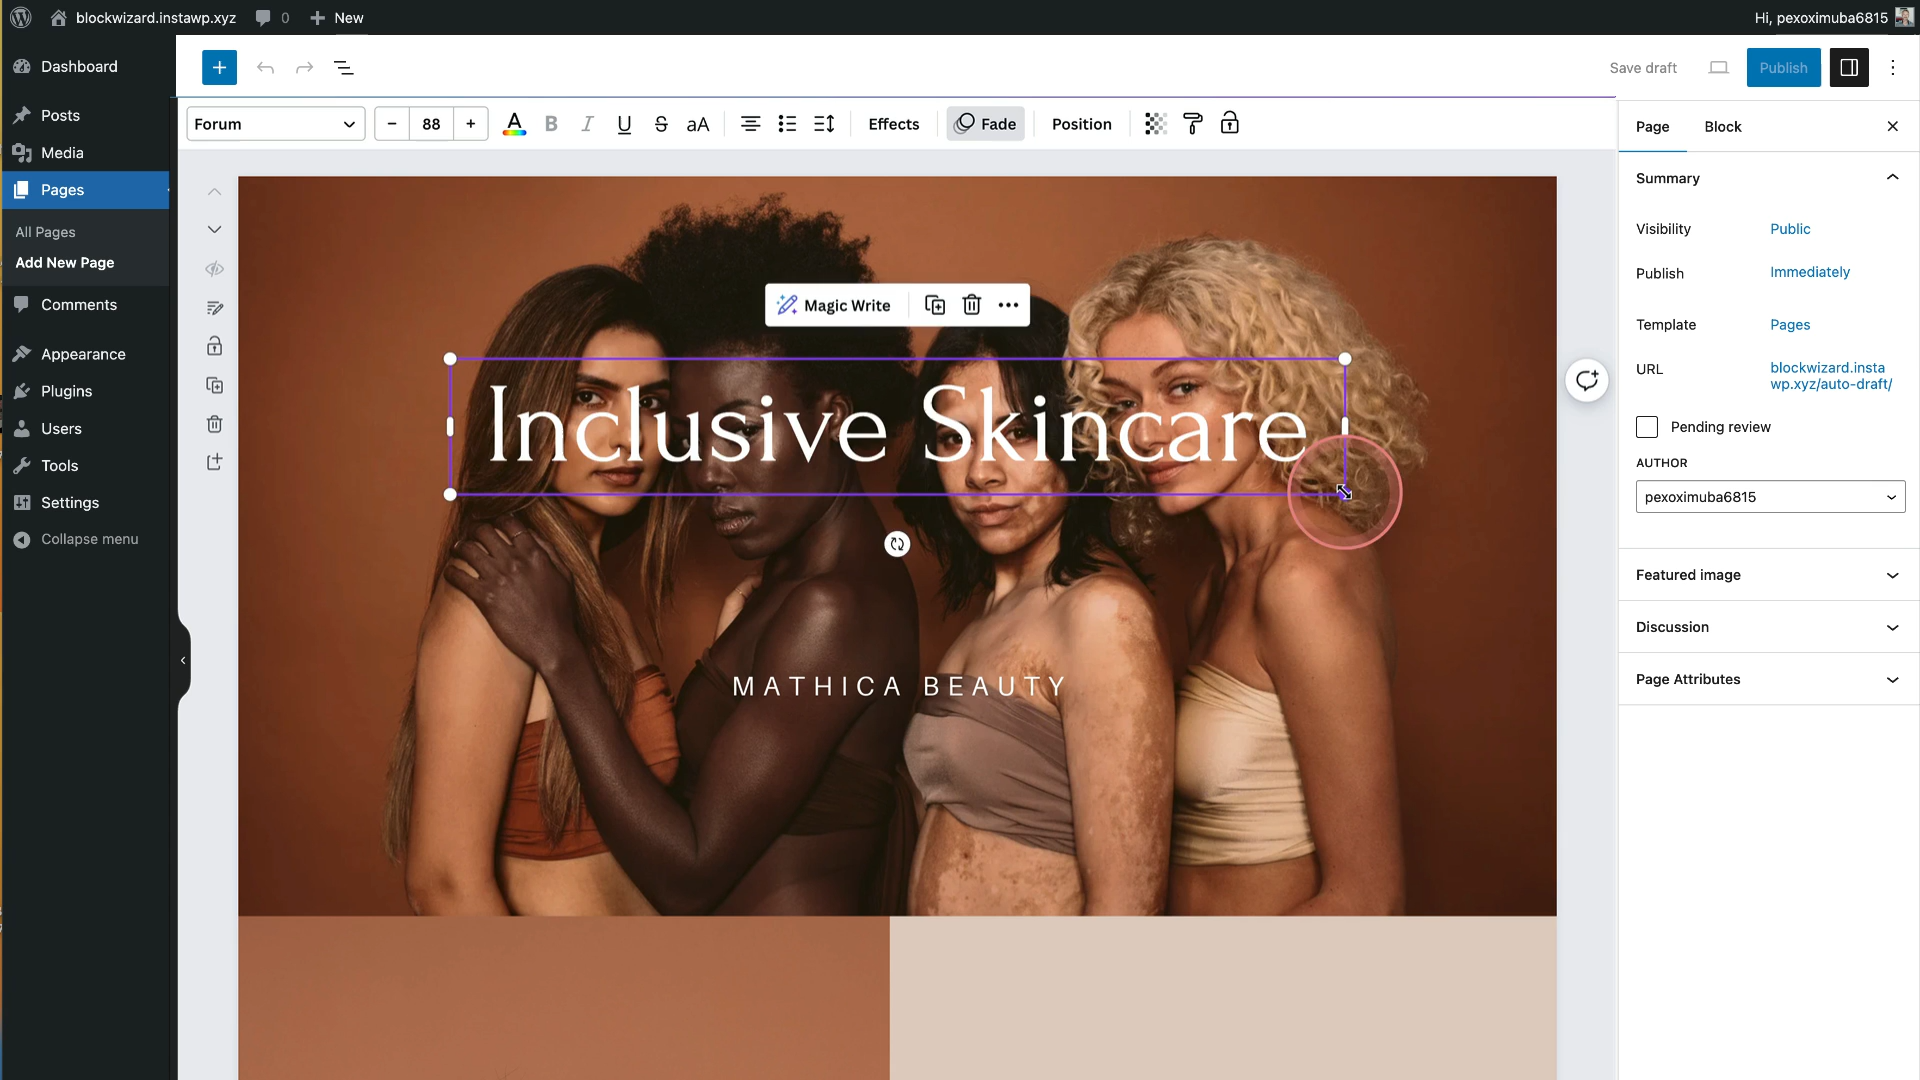 blockwizard.instawp.xyz
0
New
Hi, pexoximuba6815
Dashboard
Posts
Media
Pages
All Pages
Add New Page
Comments
Appearance
Plugins
Users
Tools
Settings
Collapse menu
Save draft
Publish
Forum
88
A
B
I
U
S
aA
Effects
Fade
Position
Magic Write
Inclusive Skincare
MATHICA BEAUTY
Page
Block
Summary
Visibility
Public
Publish
Immediately
Template
Pages
URL
blockwizard.insta
wp.xyz/auto-draft/
Pending review
AUTHOR
pexoximuba6815
Featured image
Discussion
Page Attributes